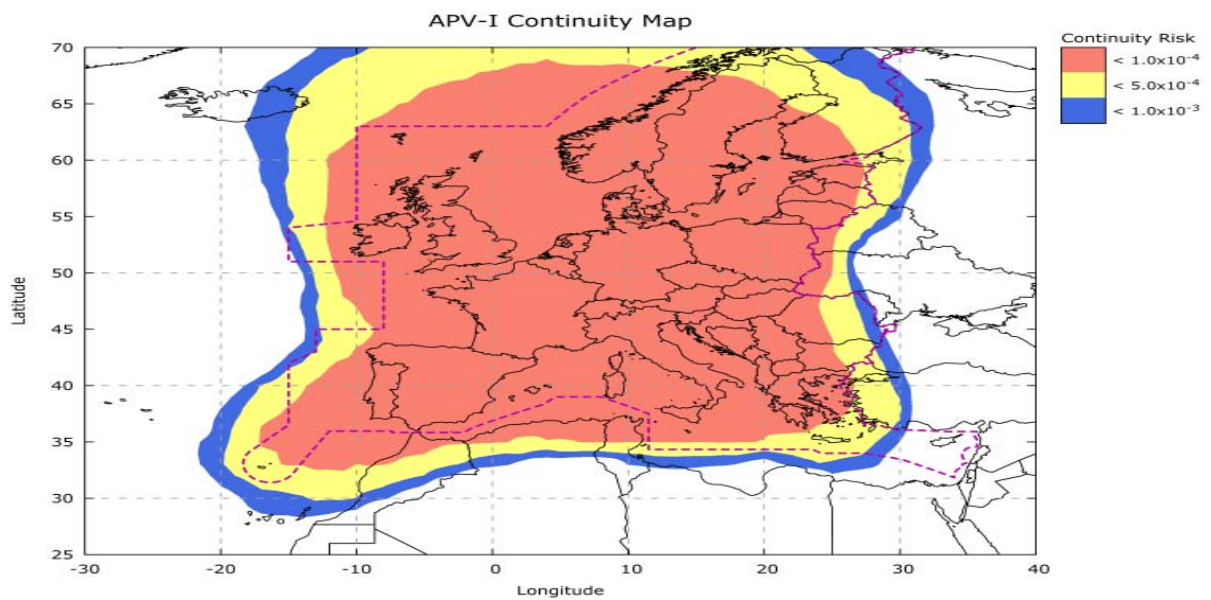 APV-I Continuity Map
Continuity Risk
< 1.0x10⁻⁴
< 5.0x10⁻⁴
< 1.0x10⁻³
70
65
60
55
50
45
40
35
30
25
Latitude
-30
-20
-10
0
10
20
30
40
Longitude